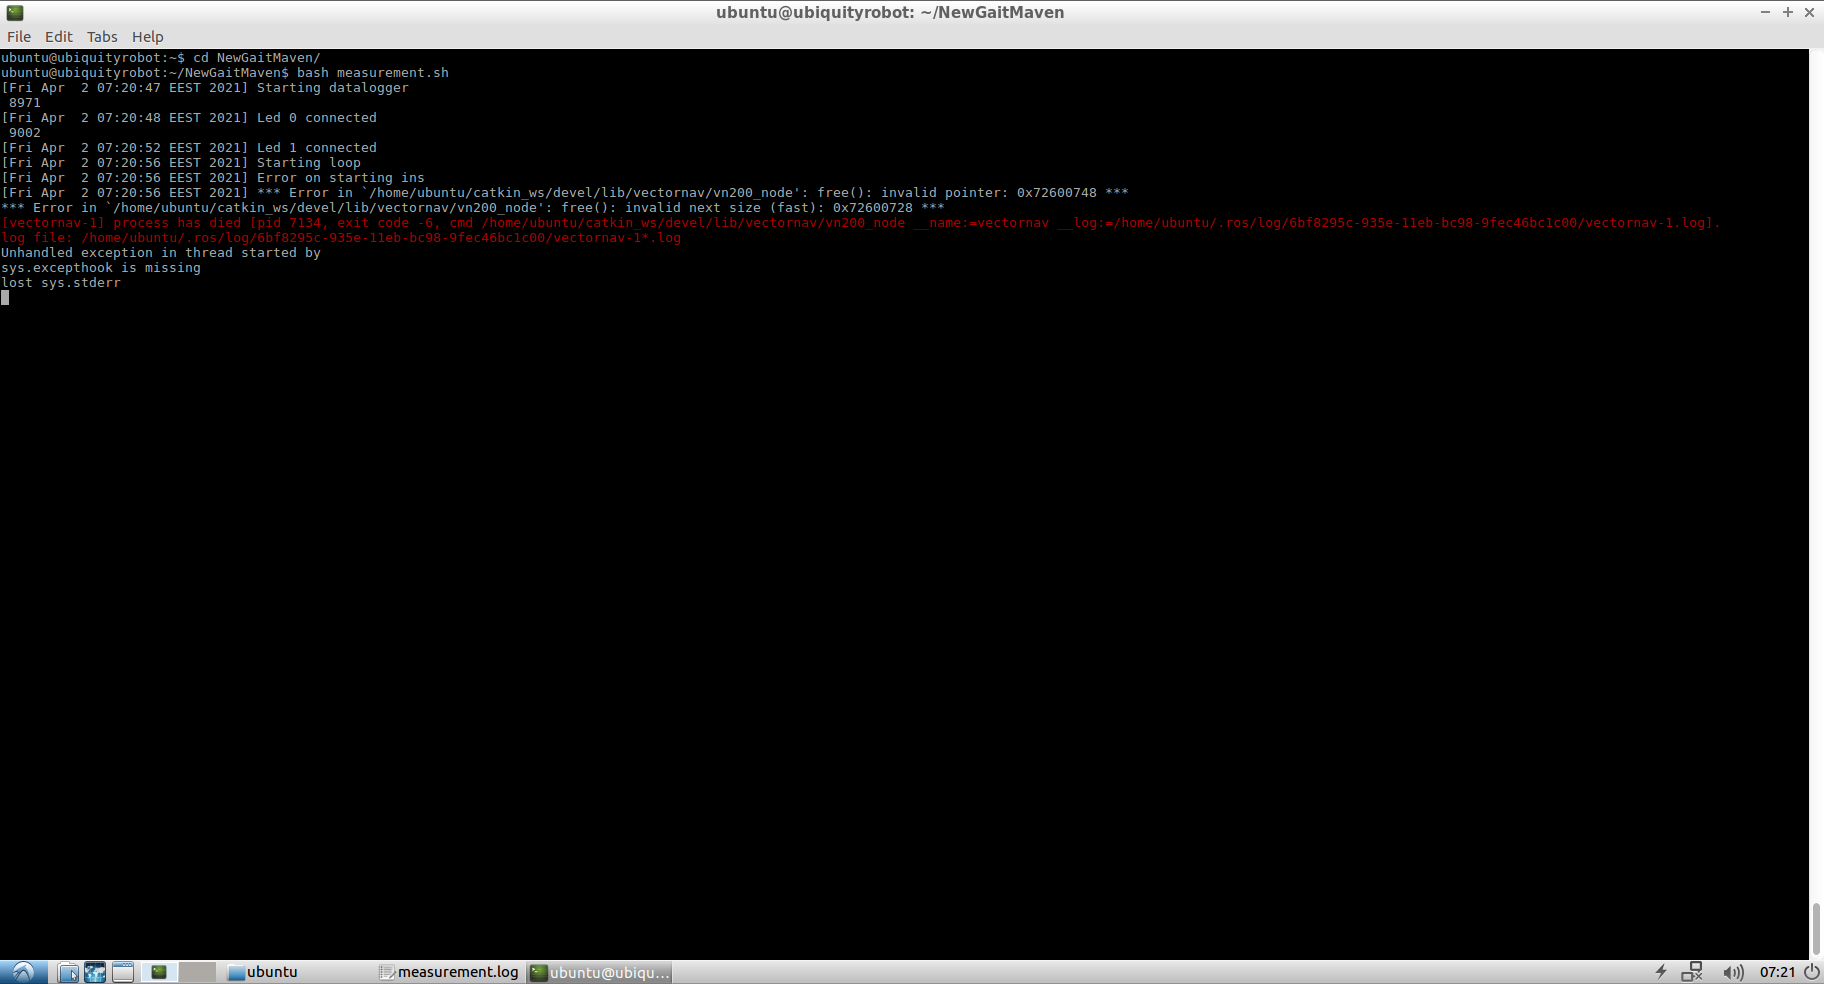 ubuntu@ubiquityrobot: ~/NewGaitMaven
File Edit Tabs Help
ubuntu@ubiquityrobot:~$ cd NewGaitMaven/
ubuntu@ubiquityrobot:~/NewGaitMaven$ bash measurement.sh
[Fri Apr  2 07:20:47 EEST 2021] Starting datalogger
 8971
[Fri Apr  2 07:20:48 EEST 2021] Led 0 connected
 9002
[Fri Apr  2 07:20:52 EEST 2021] Led 1 connected
[Fri Apr  2 07:20:56 EEST 2021] Starting loop
[Fri Apr  2 07:20:56 EEST 2021] Error on starting ins
[Fri Apr  2 07:20:56 EEST 2021] *** Error in `/home/ubuntu/catkin_ws/devel/lib/vectornav/vn200_node': free(): invalid pointer: 0x72600748 ***
*** Error in `/home/ubuntu/catkin_ws/devel/lib/vectornav/vn200_node': free(): invalid next size (fast): 0x72600728 ***
[vectornav-1] process has died [pid 7134, exit code -6, cmd /home/ubuntu/catkin_ws/devel/lib/vectornav/vn200_node __name:=vectornav __log:=/home/ubuntu/.ros/log/6bf8295c-935e-11eb-bc98-9fec46bc1c00/vectornav-1.log].
log file: /home/ubuntu/.ros/log/6bf8295c-935e-11eb-bc98-9fec46bc1c00/vectornav-1*.log
Unhandled exception in thread started by
sys.excepthook is missing
lost sys.stderr
ubuntu measurement.log ubuntu@ubiqu... 07:21